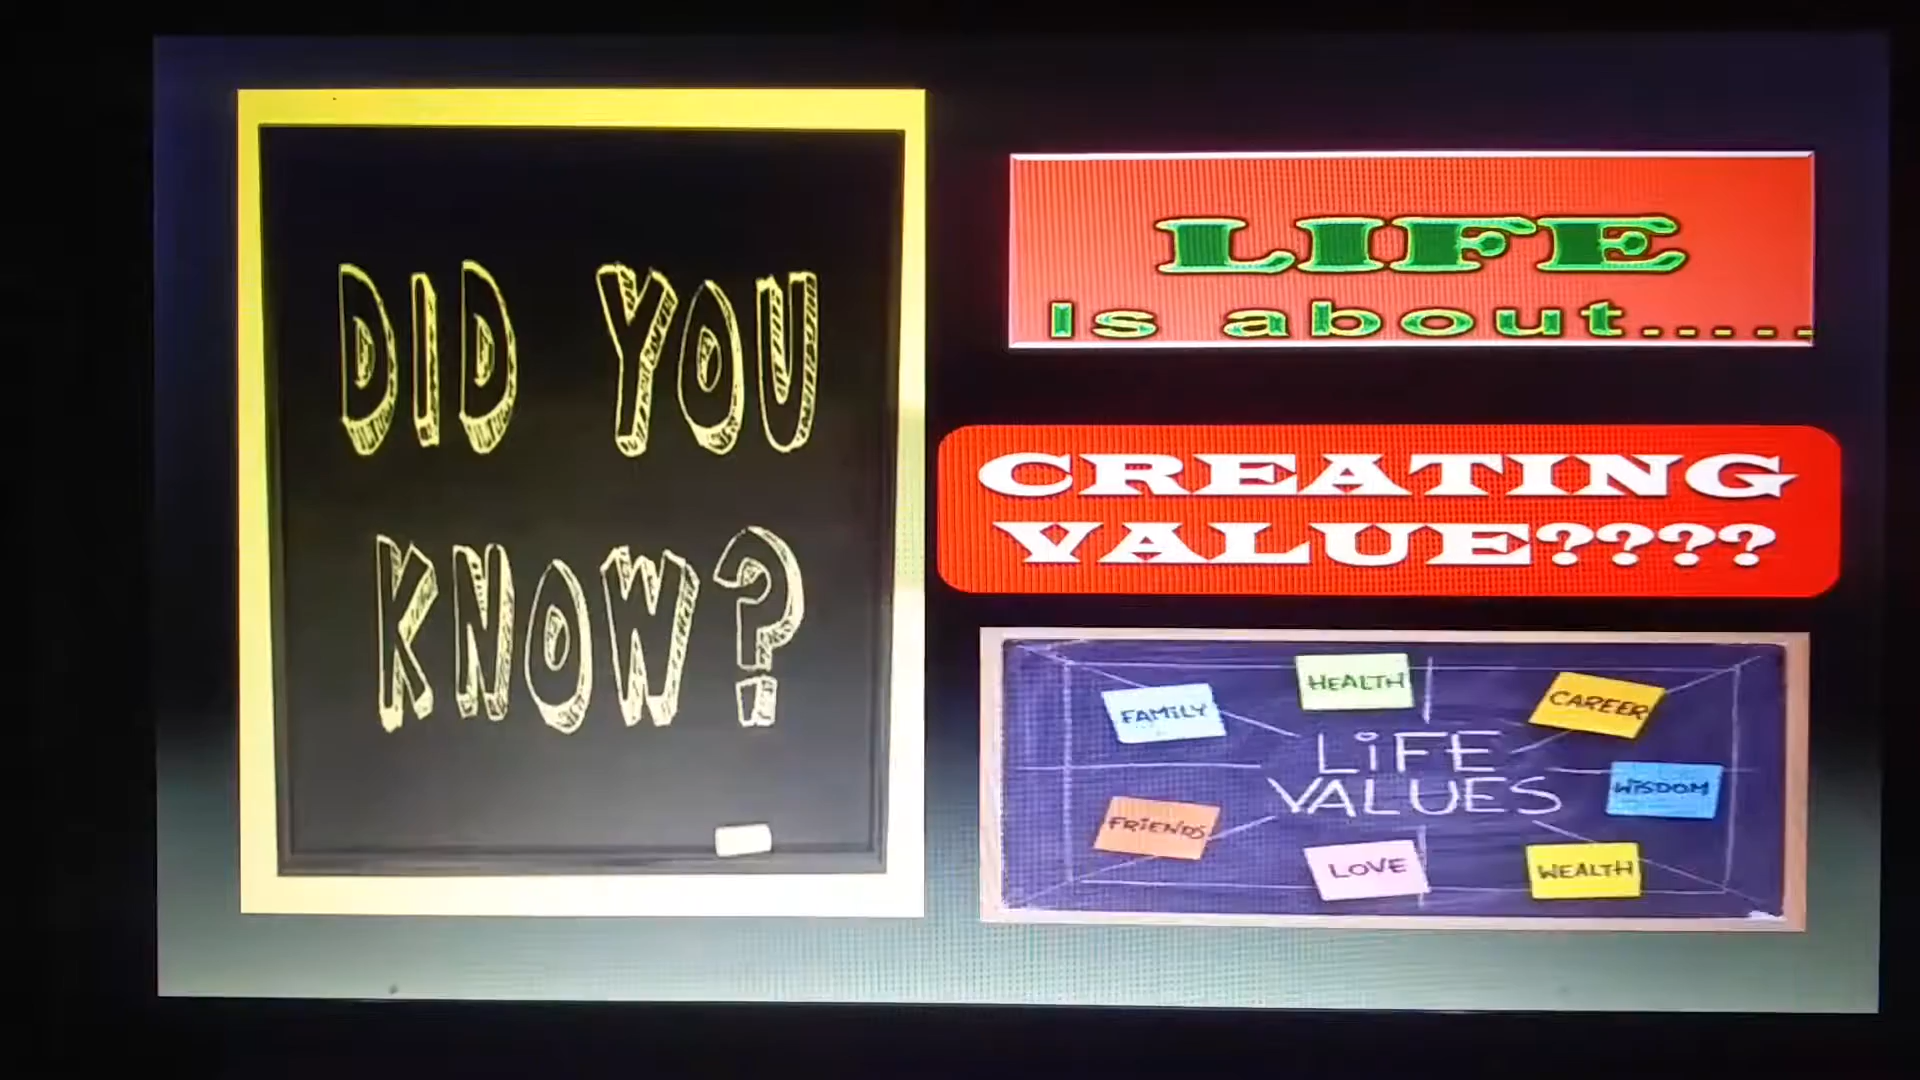 DID YOU
KNOW?
LIFE
Is about.....
CREATING
VALUE????
HEALTH
FAMILY
CAREER
LIFE
VALUES
WISDOM
FRIENDS
LOVE
WEALTH